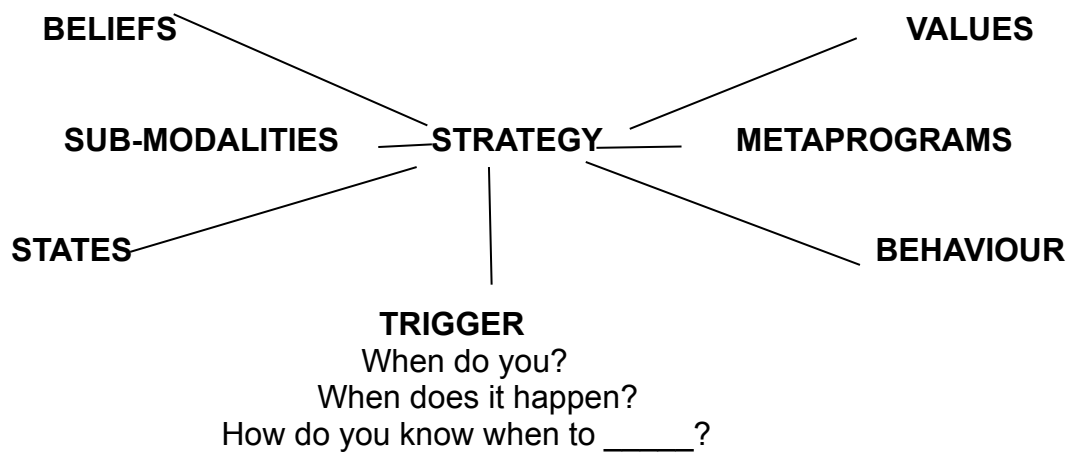 BELIEFS
VALUES
SUB-MODALITIES
STRATEGY
METAPROGRAMS
STATES
BEHAVIOUR
TRIGGER
When do you?
When does it happen?
How do you know when to _____?